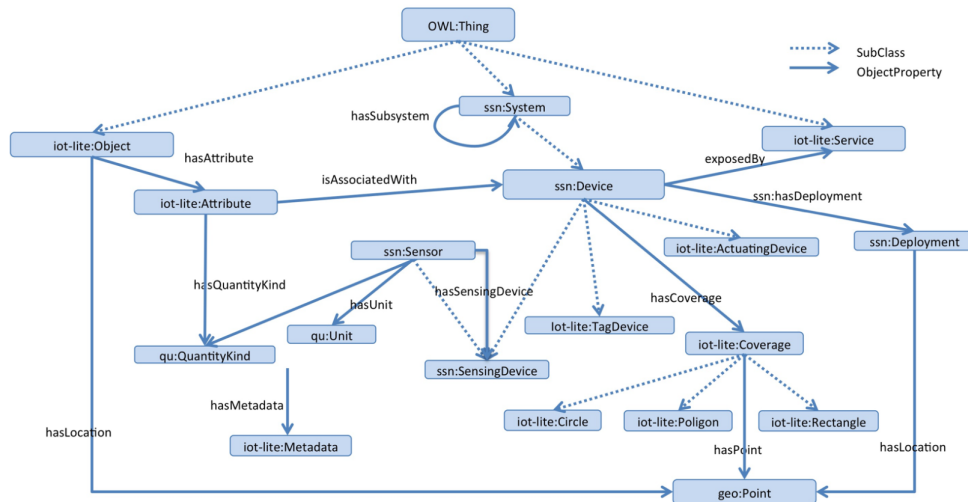 OWL:Thing
SubClass
ObjectProperty
ssn:System
hasSubsystem
iot-lite:Object
iot-lite:Service
hasAttribute
exposedBy
isAssociatedWith
ssn:Device
ssn:hasDeployment
iot-lite:Attribute
iot-lite:ActuatingDevice
ssn:Deployment
ssn:Sensor
hasQuantityKind
hasSensingDevice
hasCoverage
hasUnit
qu:Unit
Iot-lite:TagDevice
qu:QuantityKind
iot-lite:Coverage
ssn:SensingDevice
hasMetadata
iot-lite:Circle
iot-lite:Poligon
iot-lite:Rectangle
hasLocation
iot-lite:Metadata
hasPoint
hasLocation
geo:Point